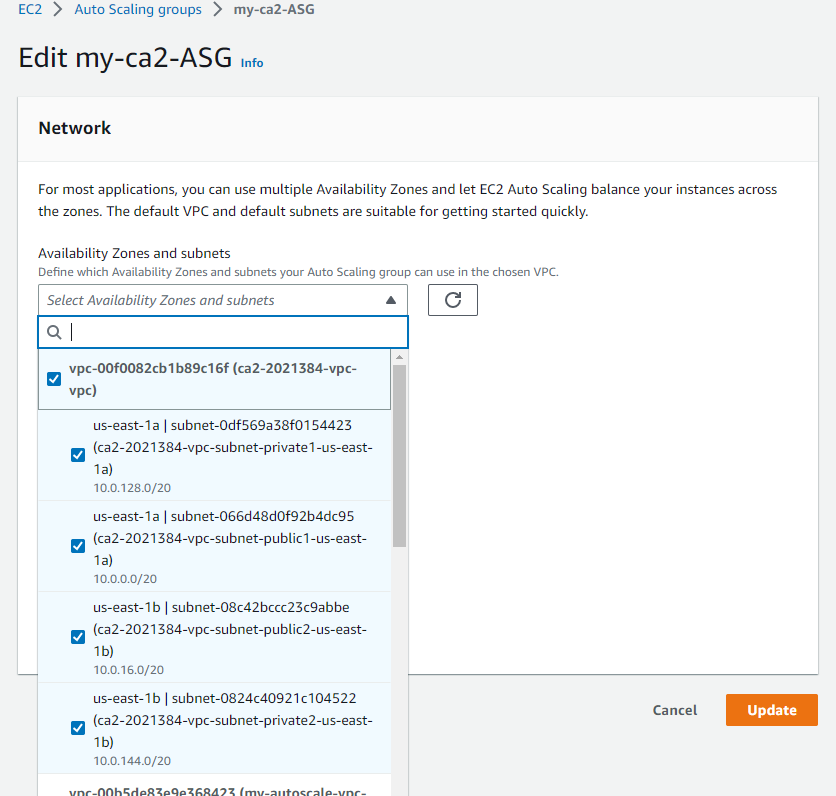 EC2 > Auto Scaling groups > my-ca2-ASG
Edit my-ca2-ASG Info
Network
For most applications, you can use multiple Availability Zones and let EC2 Auto Scaling balance your instances across
the zones. The default VPC and default subnets are suitable for getting started quickly.
Availability Zones and subnets
Define which Availability Zones and subnets your Auto Scaling group can use in the chosen VPC.
Select Availability Zones and subnets
vpc-00f0082cb1b89c16f (ca2-2021384-vpc-
vpc)
us-east-1a | subnet-0df569a38f0154423
(ca2-2021384-vpc-subnet-private1-us-east-
1a)
10.0.128.0/20
us-east-1a | subnet-066d48d0f92b4dc95
(ca2-2021384-vpc-subnet-public1-us-east-
1a)
10.0.0.0/20
us-east-1b | subnet-08c42bccc23c9abbe
(ca2-2021384-vpc-subnet-public2-us-east-
1b)
10.0.16.0/20
us-east-1b | subnet-0824c40921c104522
(ca2-2021384-vpc-subnet-private2-us-east-
1b)
10.0.144.0/20
vpc-00b5de83e9e368423 (my-autoscale-vpc-
Cancel
Update